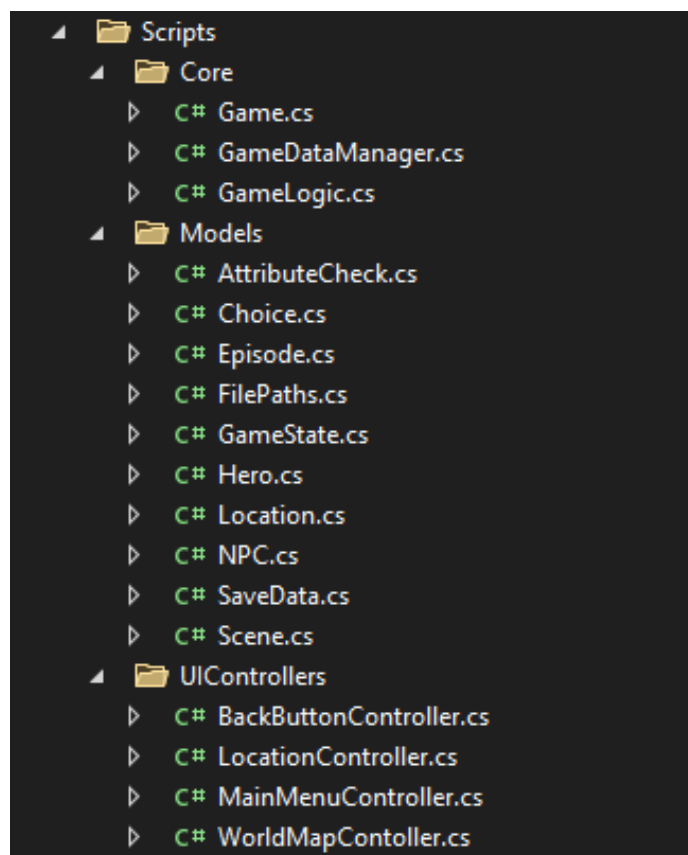 Scripts
Core
C# Game.cs
C# GameDataManager.cs
C# GameLogic.cs
Models
C# AttributeCheck.cs
C# Choice.cs
C# Episode.cs
C# FilePaths.cs
C# GameState.cs
C# Hero.cs
C# Location.cs
C# NPC.cs
C# SaveData.cs
C# Scene.cs
UIControllers
C# BackButtonController.cs
C# LocationController.cs
C# MainMenuController.cs
C# WorldMapContoller.cs